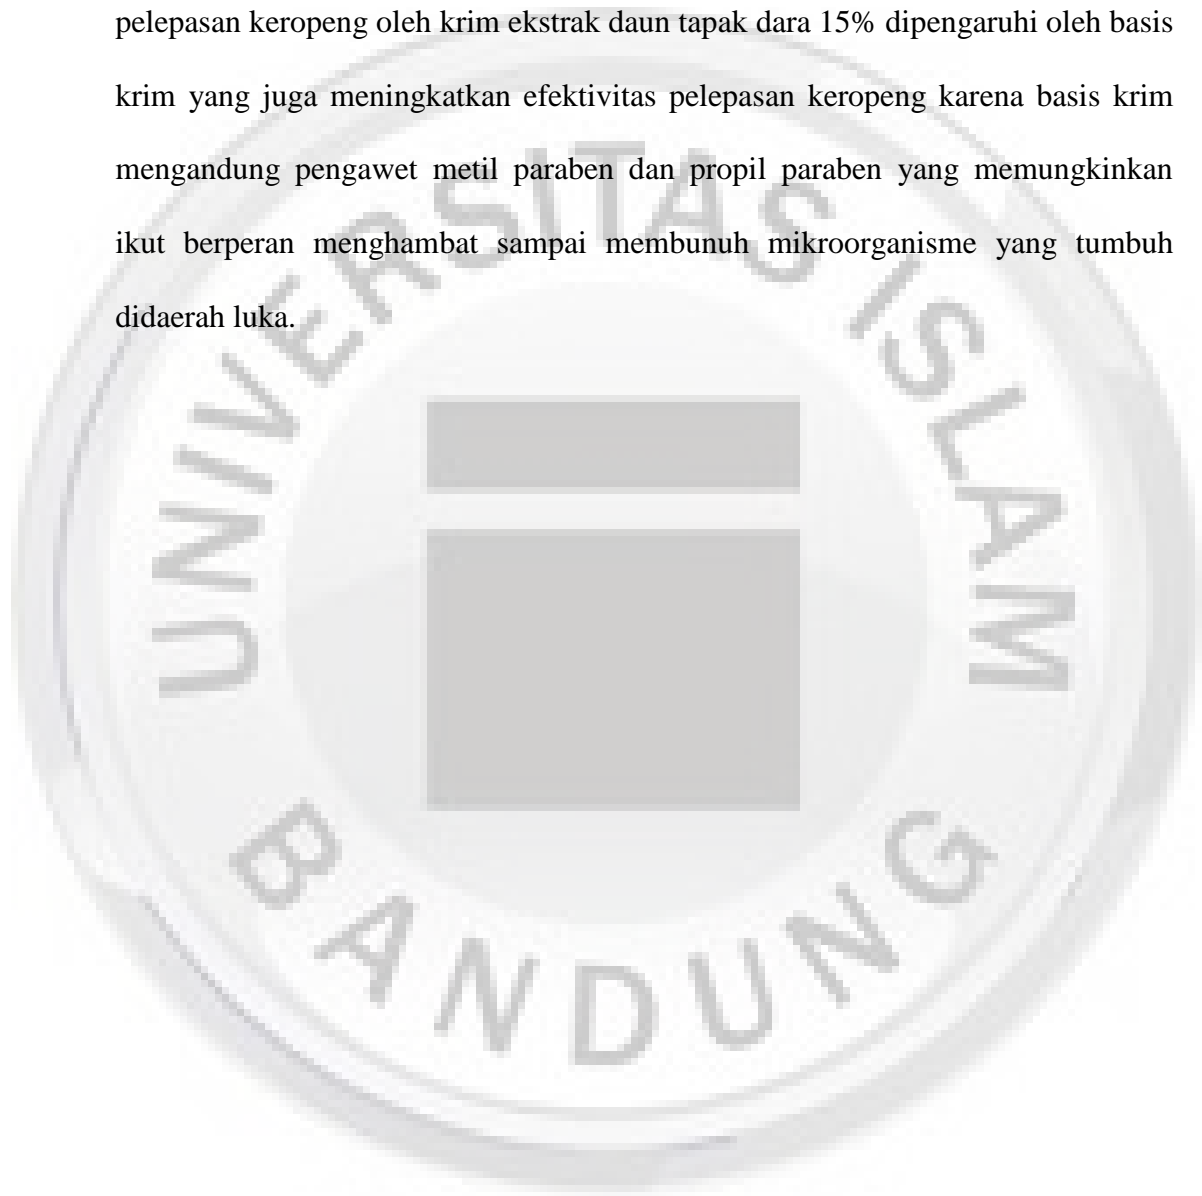 pelepasan keropeng oleh krim ekstrak daun tapak dara 15% dipengaruhi oleh basis
krim yang juga meningkatkan efektivitas pelepasan keropeng karena basis krim
mengandung pengawet metil paraben dan propil paraben yang memungkinkan
ikut berperan menghambat sampai membunuh mikroorganisme yang tumbuh
didaerah luka.
UNIVERSITAS ISLAM
BANDUNG